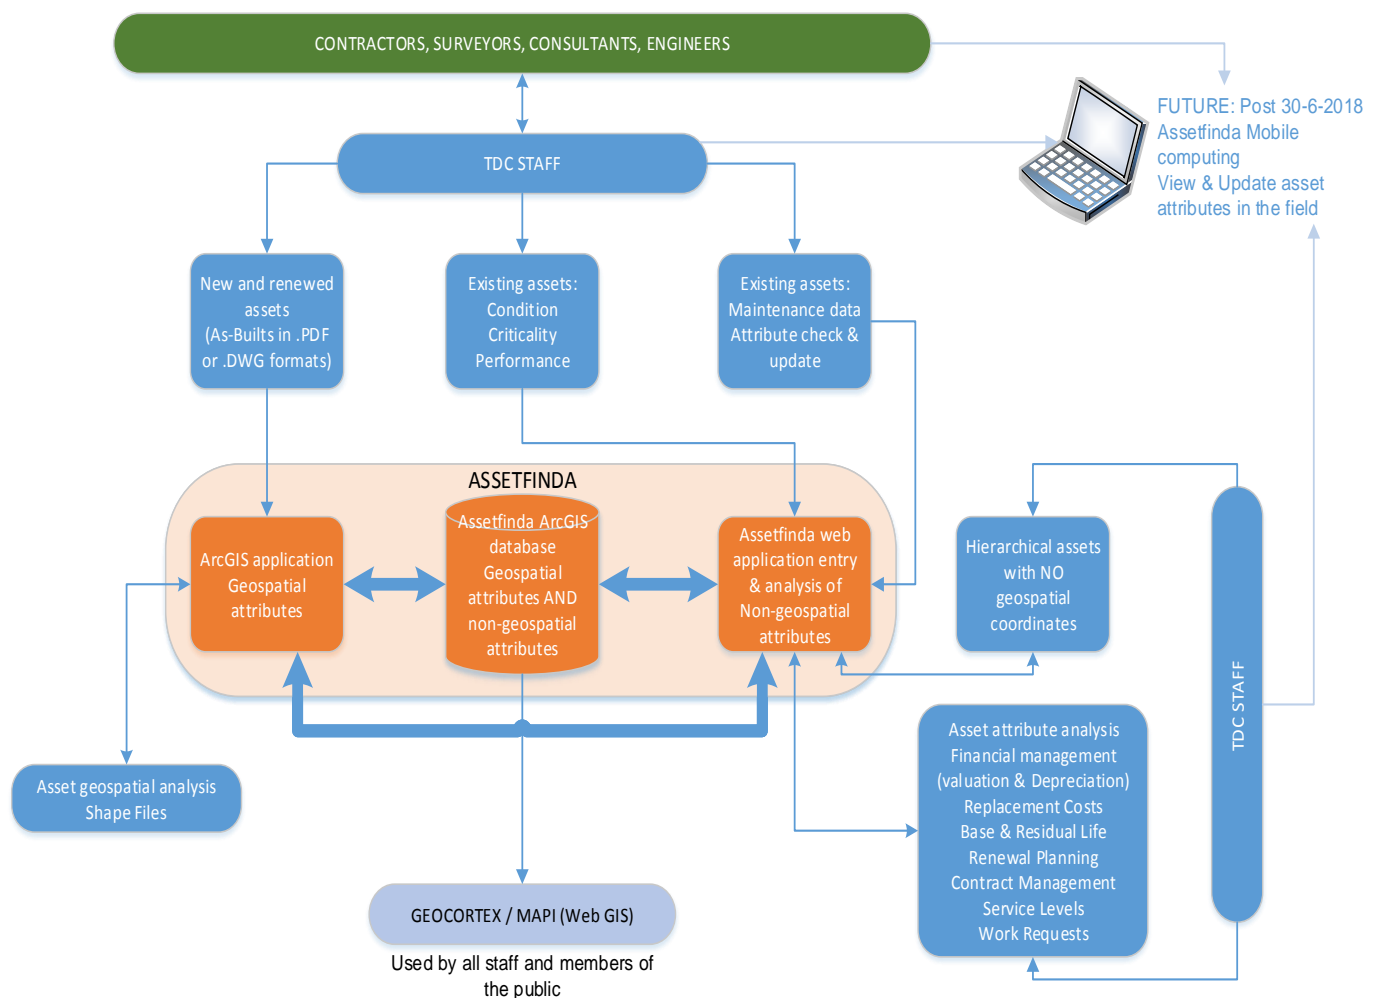 CONTRACTORS, SURVEYORS, CONSULTANTS, ENGINEERS
FUTURE: Post 30-6-2018
Assetfinda Mobile
computing
View & Update asset
attributes in the field
TDC STAFF
New and renewed
assets
(As-Builts in .PDF
or .DWG formats)
Existing assets:
Condition
Criticality
Performance
Existing assets:
Maintenance data
Attribute check &
update
ASSETFINDA
ArcGIS application
Geospatial
attributes
Assetfinda ArcGIS
database
Geospatial
attributes AND
non-geospatial
attributes
Assetfinda web
application entry
& analysis of
Non-geospatial
attributes
Hierarchical assets
with NO
geospatial
coordinates
TDC STAFF
Asset geospatial analysis
Shape Files
Asset attribute analysis
Financial management
(valuation & Depreciation)
Replacement Costs
Base & Residual Life
Renewal Planning
Contract Management
Service Levels
Work Requests
GEOCORTEX / MAPI (Web GIS)
Used by all staff and members of
the public